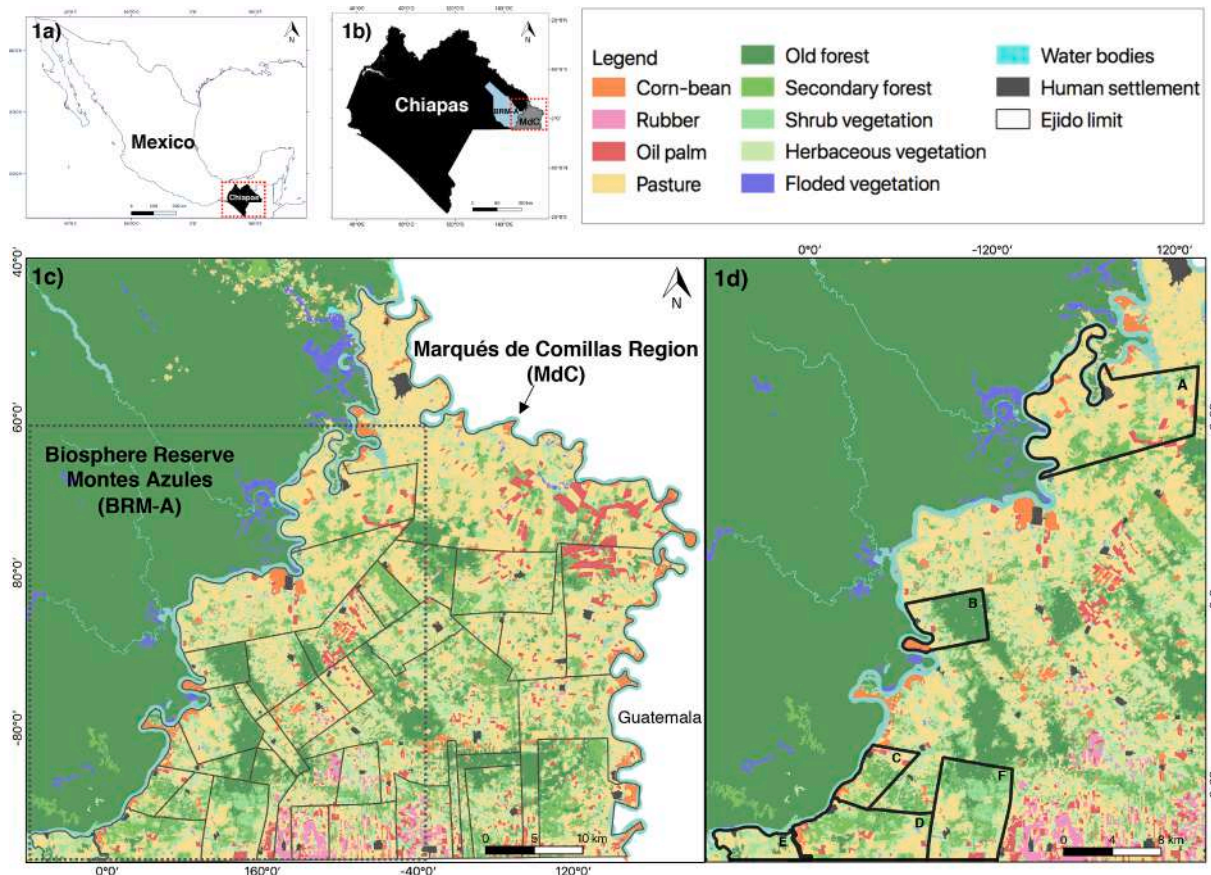 1a)
N
Mexico
Chiapas
1b)
N
Chiapas
BRM-A
MdC
Legend
Corn-bean
Rubber
Oil palm
Pasture
Old forest
Secondary forest
Shrub vegetation
Herbaceous vegetation
Floded vegetation
Water bodies
Human settlement
Ejido limit
1c)
N
Marqués de Comillas Region
(MdC)
Biosphere Reserve
Montes Azules
(BRM-A)
Guatemala
0 5 10 km
40°0'
60°0'
80°0'
-80°0'
0°0' 160°0' -40°0' 120°0'
0°0' -120°0' 120°0'
1d)
A
B
C
D
E
F
0 4 8 km